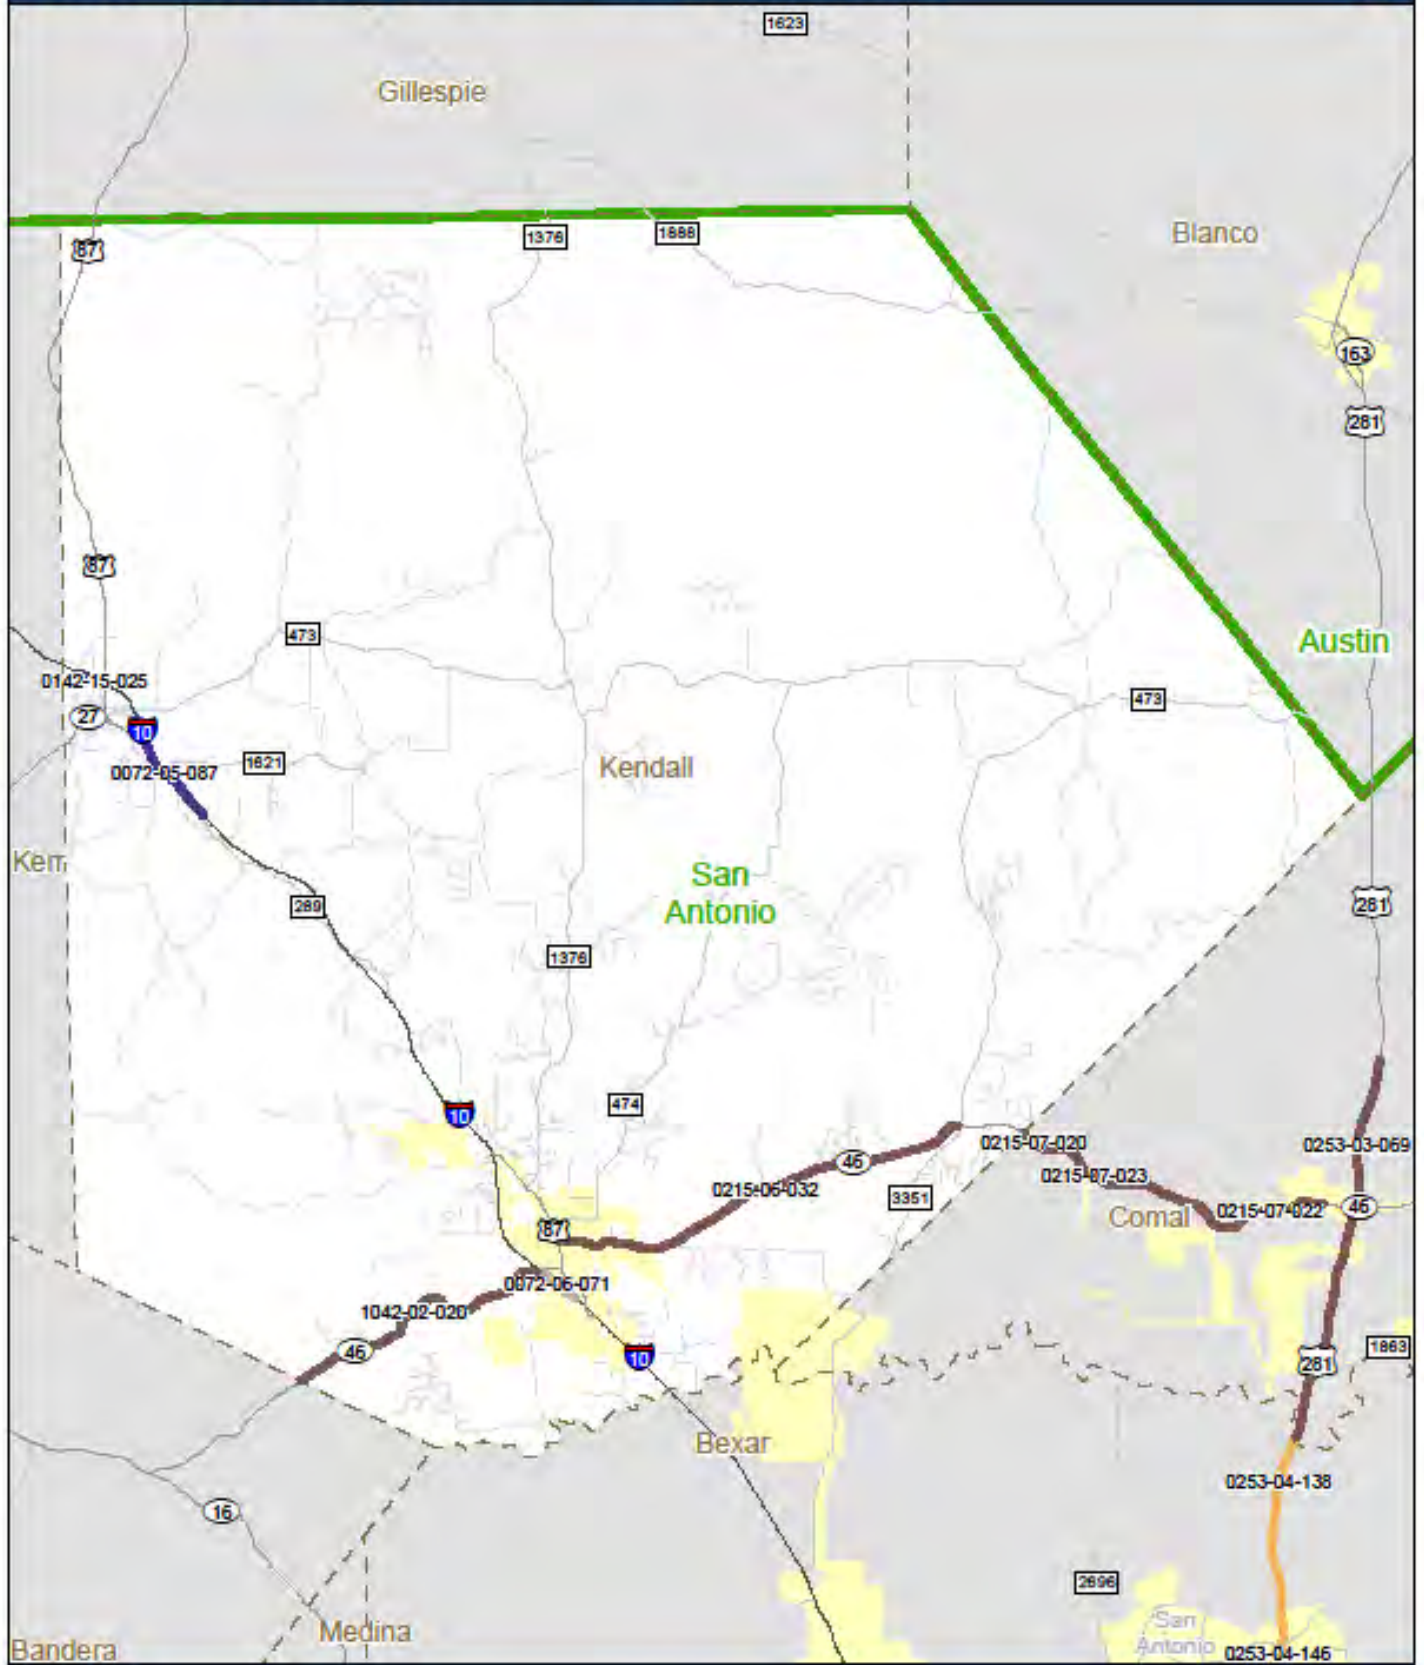 1623
Gillespie
Blanco
1376
1888
87
163
281
87
473
Austin
0142-15-025
473
27
10
1621
Kendall
0072-05-087
Kerr
San
Antonio
289
281
1376
10
474
0215-07-020
0253-03-069
46
0215-07-023
0215-06-032
3351
46
0215-07-022
Comal
87
0072-06-071
1042-02-020
46
10
1863
281
Bexar
0253-04-138
16
2696
San
Antonio
Medina
Bandera
0253-04-146